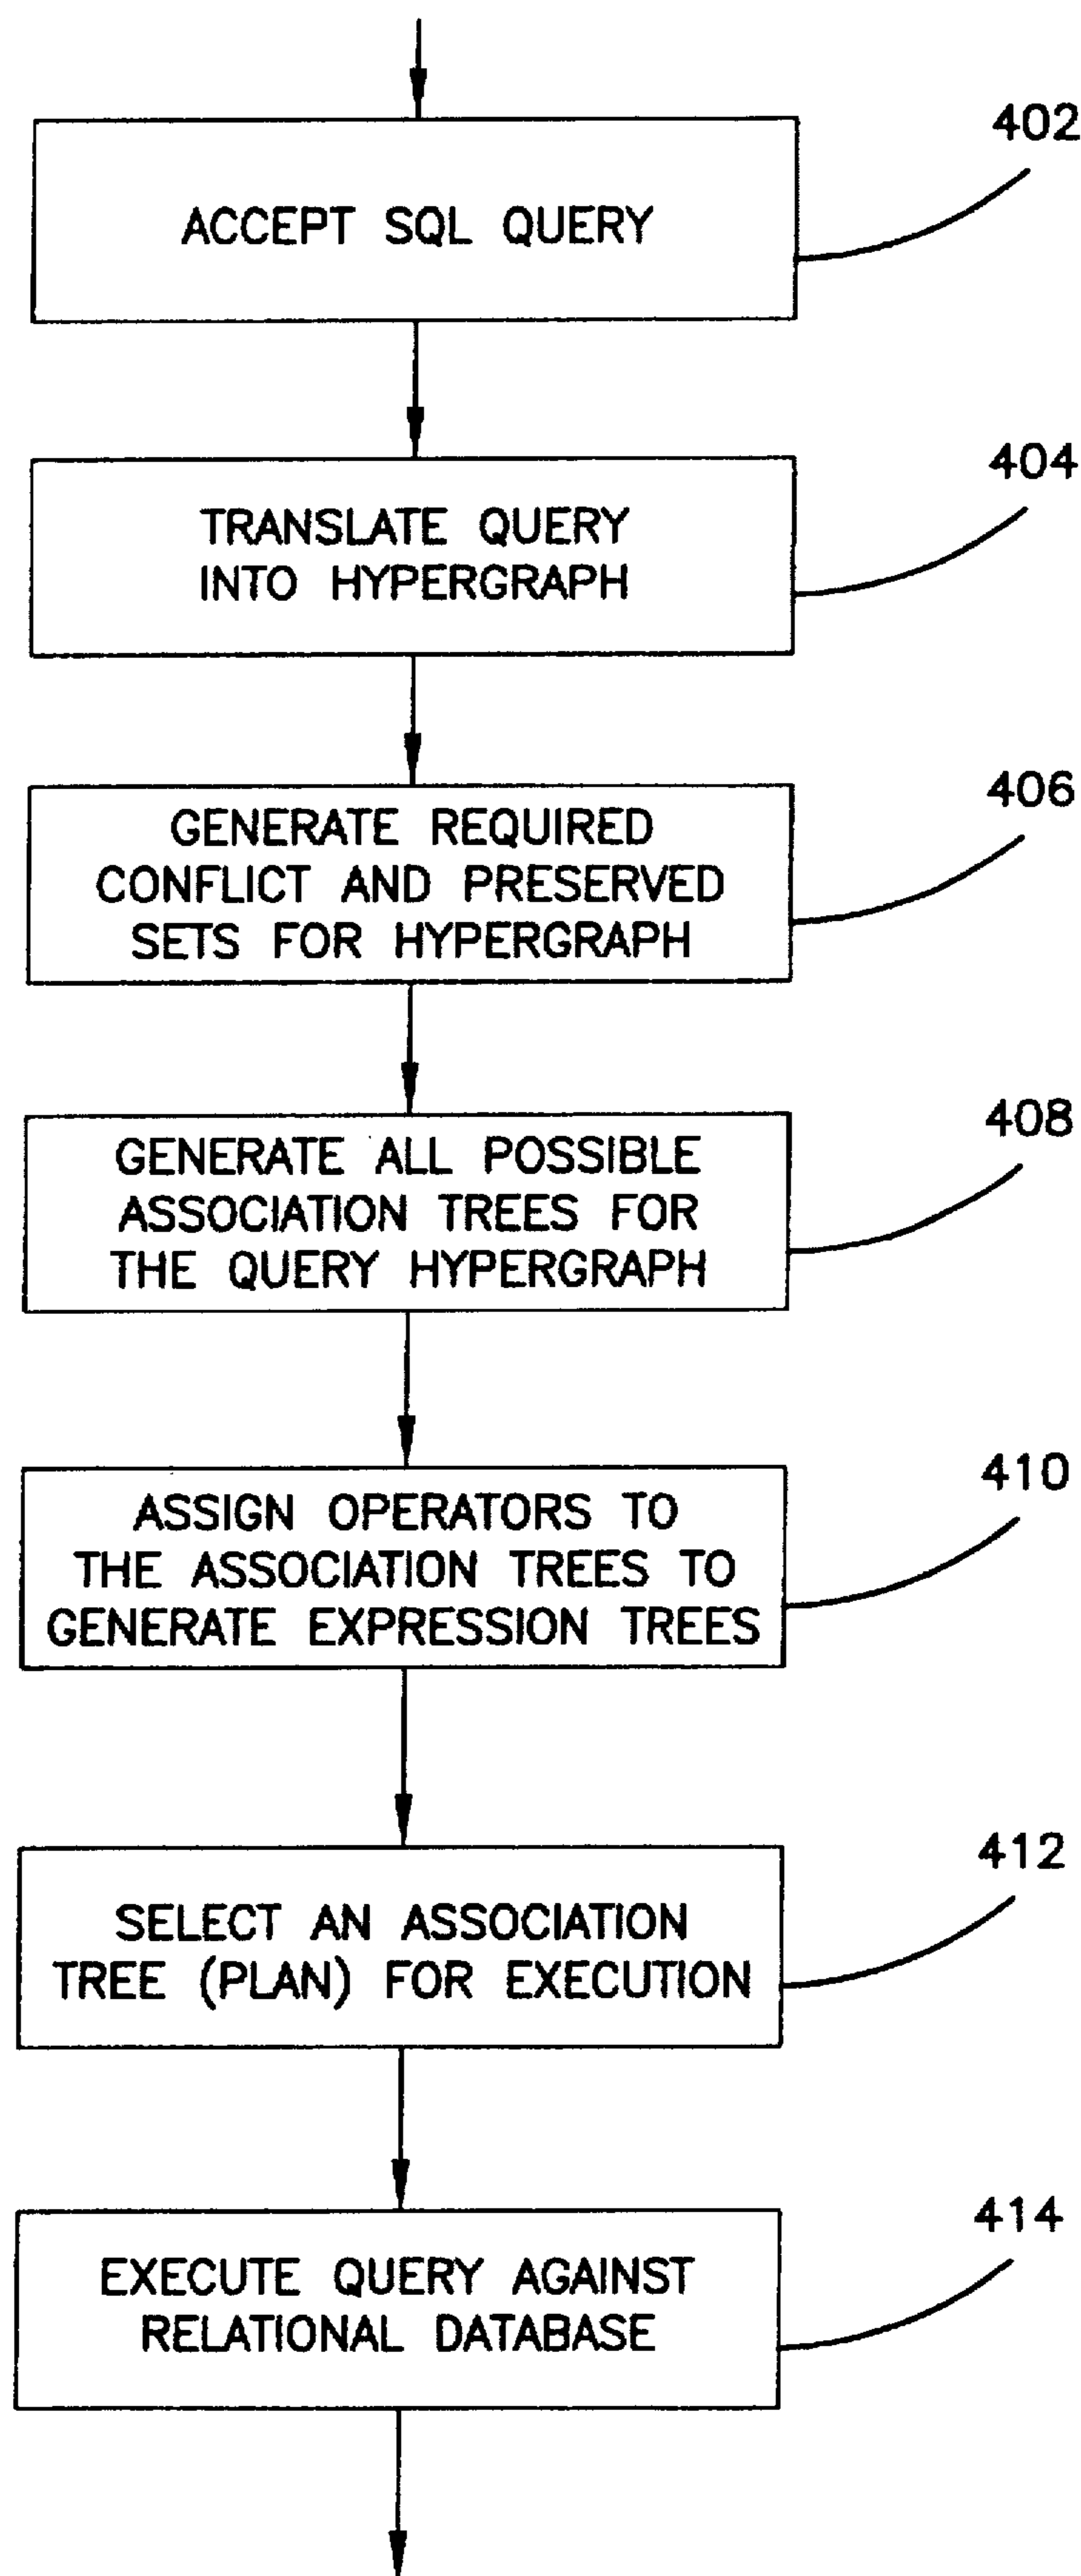 402
ACCEPT SQL QUERY
404
TRANSLATE QUERY
INTO HYPERGRAPH
406
GENERATE REQUIRED
CONFLICT AND PRESERVED
SETS FOR HYPERGRAPH
408
GENERATE ALL POSSIBLE
ASSOCIATION TREES FOR
THE QUERY HYPERGRAPH
410
ASSIGN OPERATORS TO
THE ASSOCIATION TREES TO
GENERATE EXPRESSION TREES
412
SELECT AN ASSOCIATION
TREE (PLAN) FOR EXECUTION
414
EXECUTE QUERY AGAINST
RELATIONAL DATABASE